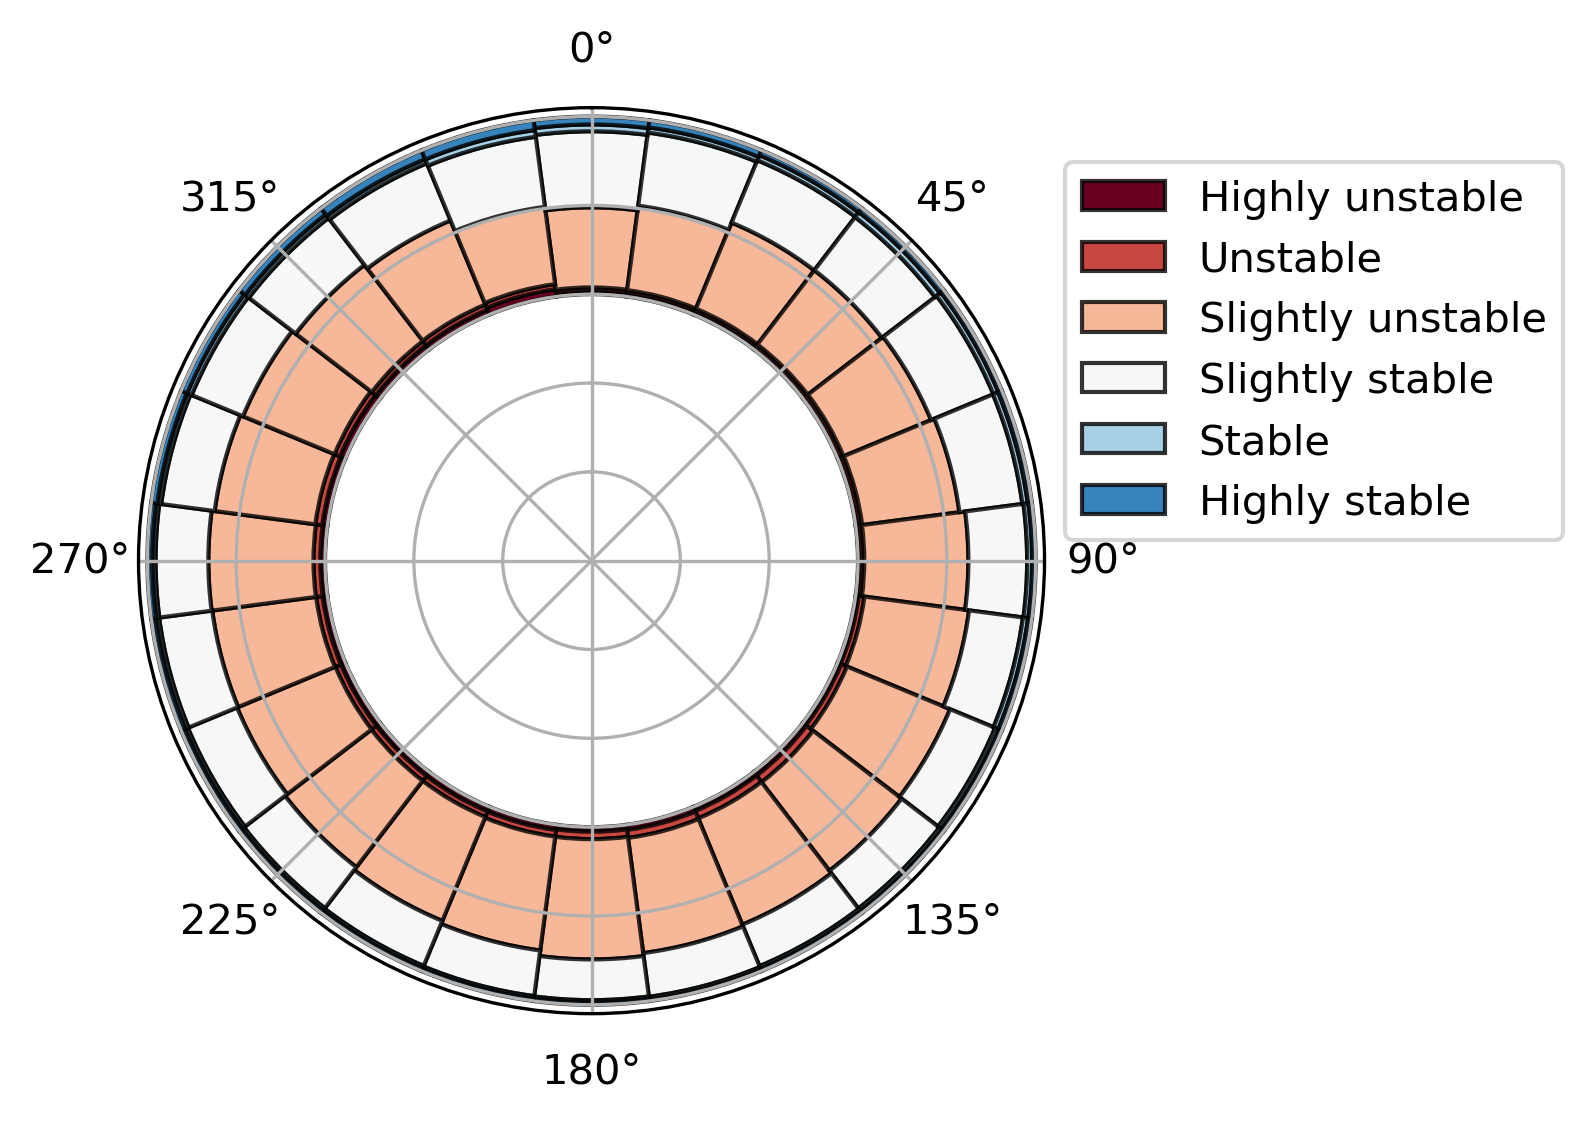 0°
315°
45°
Highly unstable
Unstable
Slightly unstable
Slightly stable
Stable
Highly stable
270°
90°
225°
135°
180°